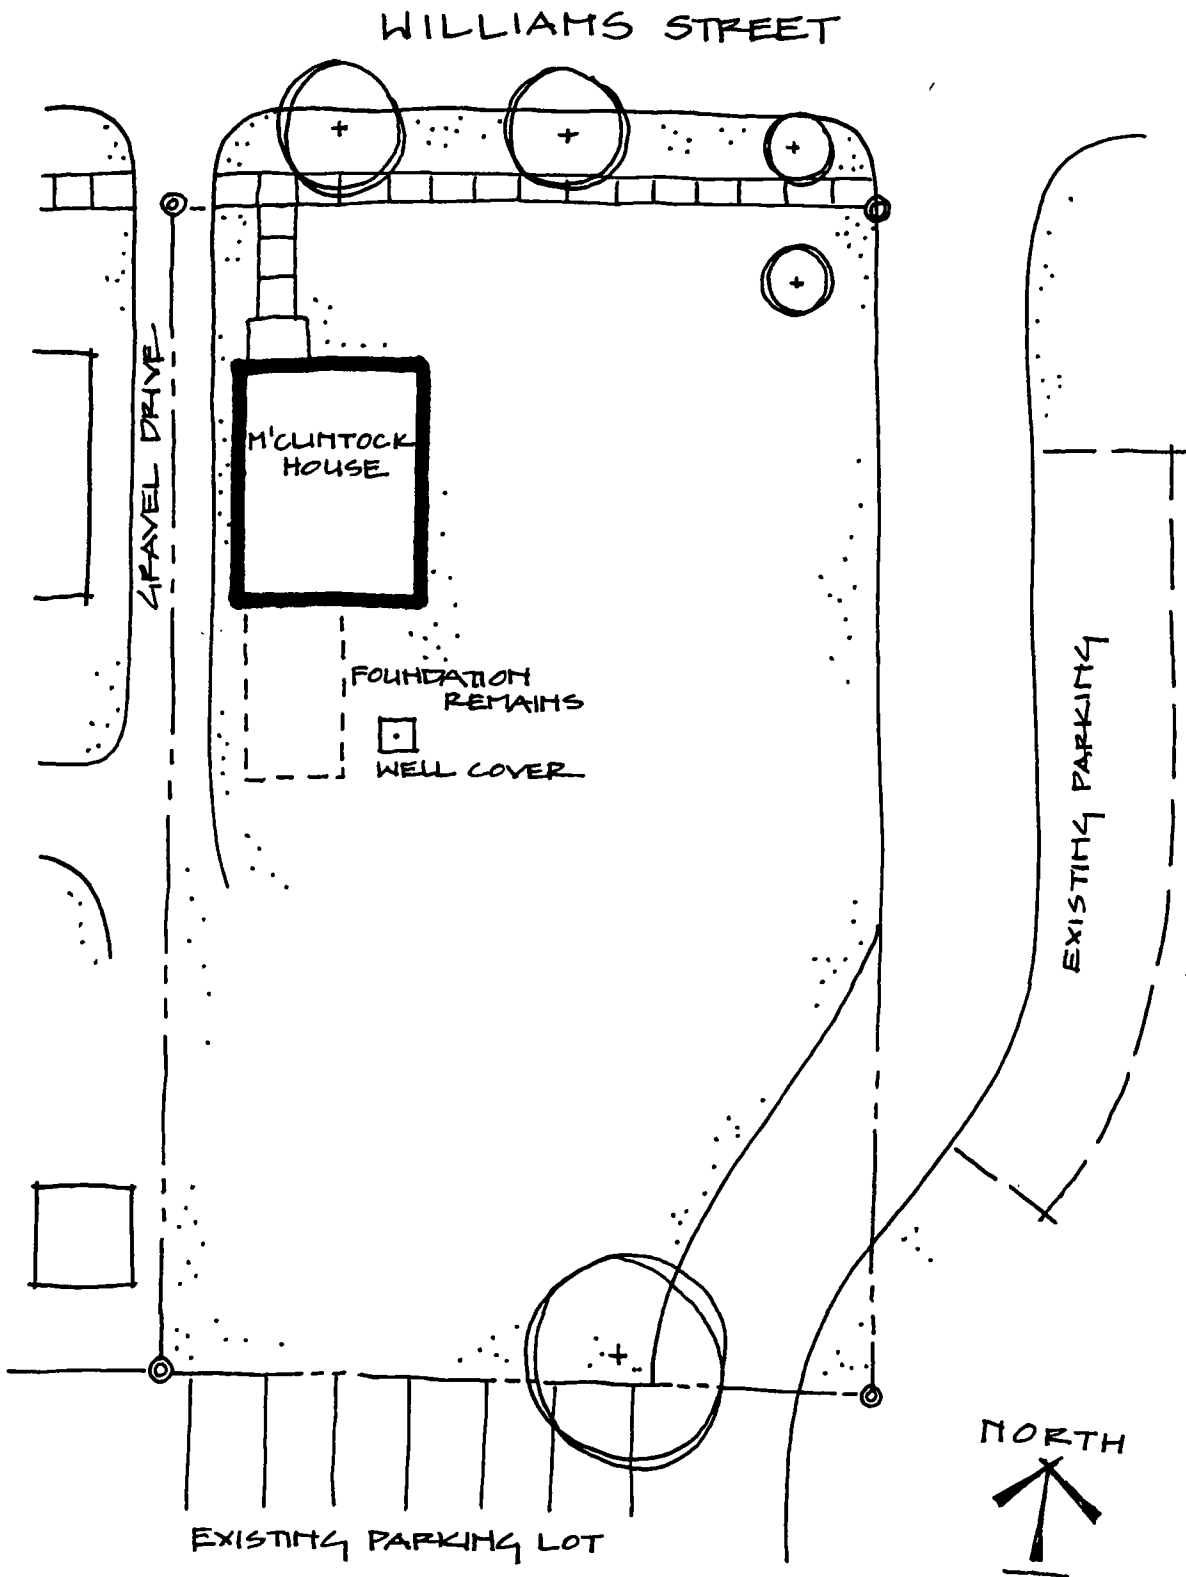 WILLIAMS STREET
GRAVEL DRIVE
M'CLINTOCK
HOUSE
FOUNDATION
REMAINS
WELL COVER
EXISTING PARKING
NORTH
EXISTING PARKING LOT